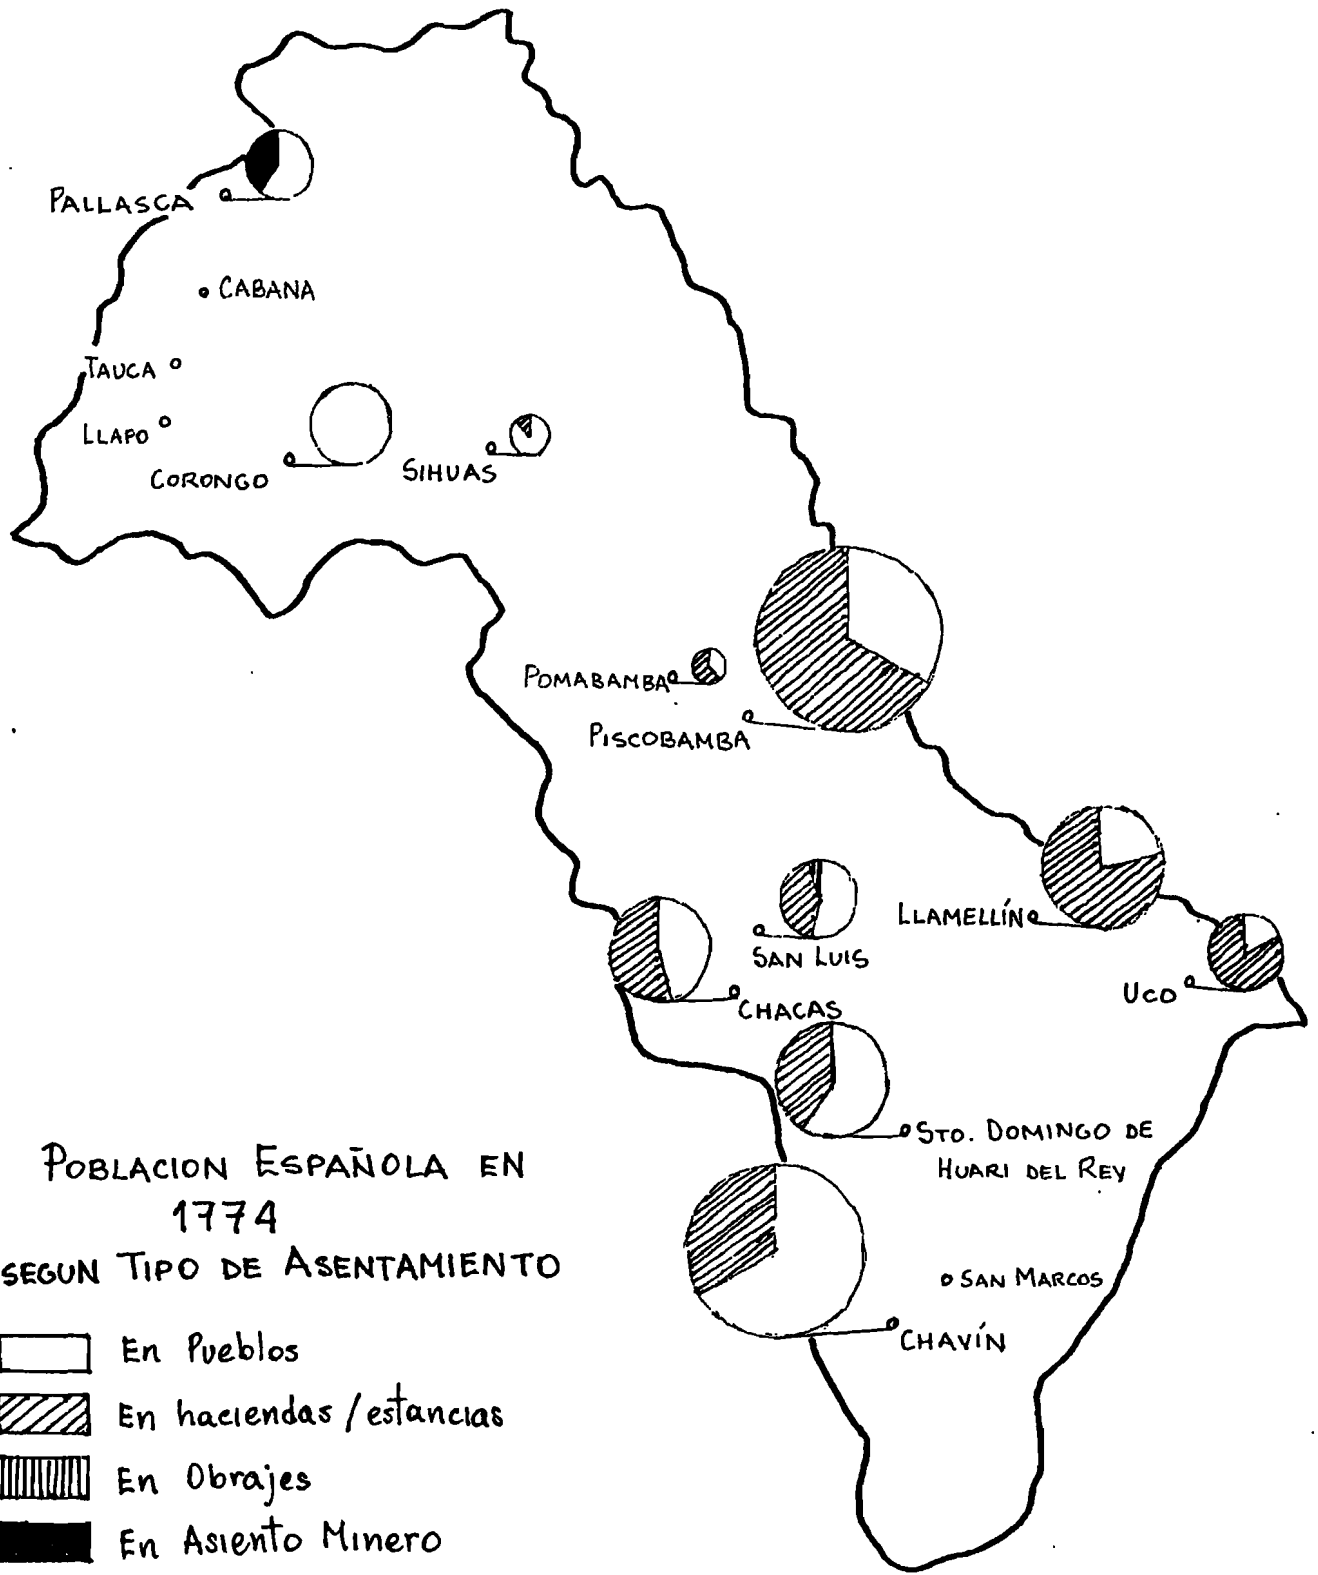 PALLASCA
CABANA
TAUCA
LLAPO
CORONGO
SIHUAS
POMABAMBA
PISCOBAMBA
LLAMELLÍN
SAN LUIS
UCO
CHACAS
STO. DOMINGO DE
HUARI DEL REY
SAN MARCOS
CHAVÍN
POBLACION ESPAÑOLA EN
1774
SEGUN TIPO DE ASENTAMIENTO
En Pueblos
En haciendas / estancias
En Obrajes
En Asiento Minero